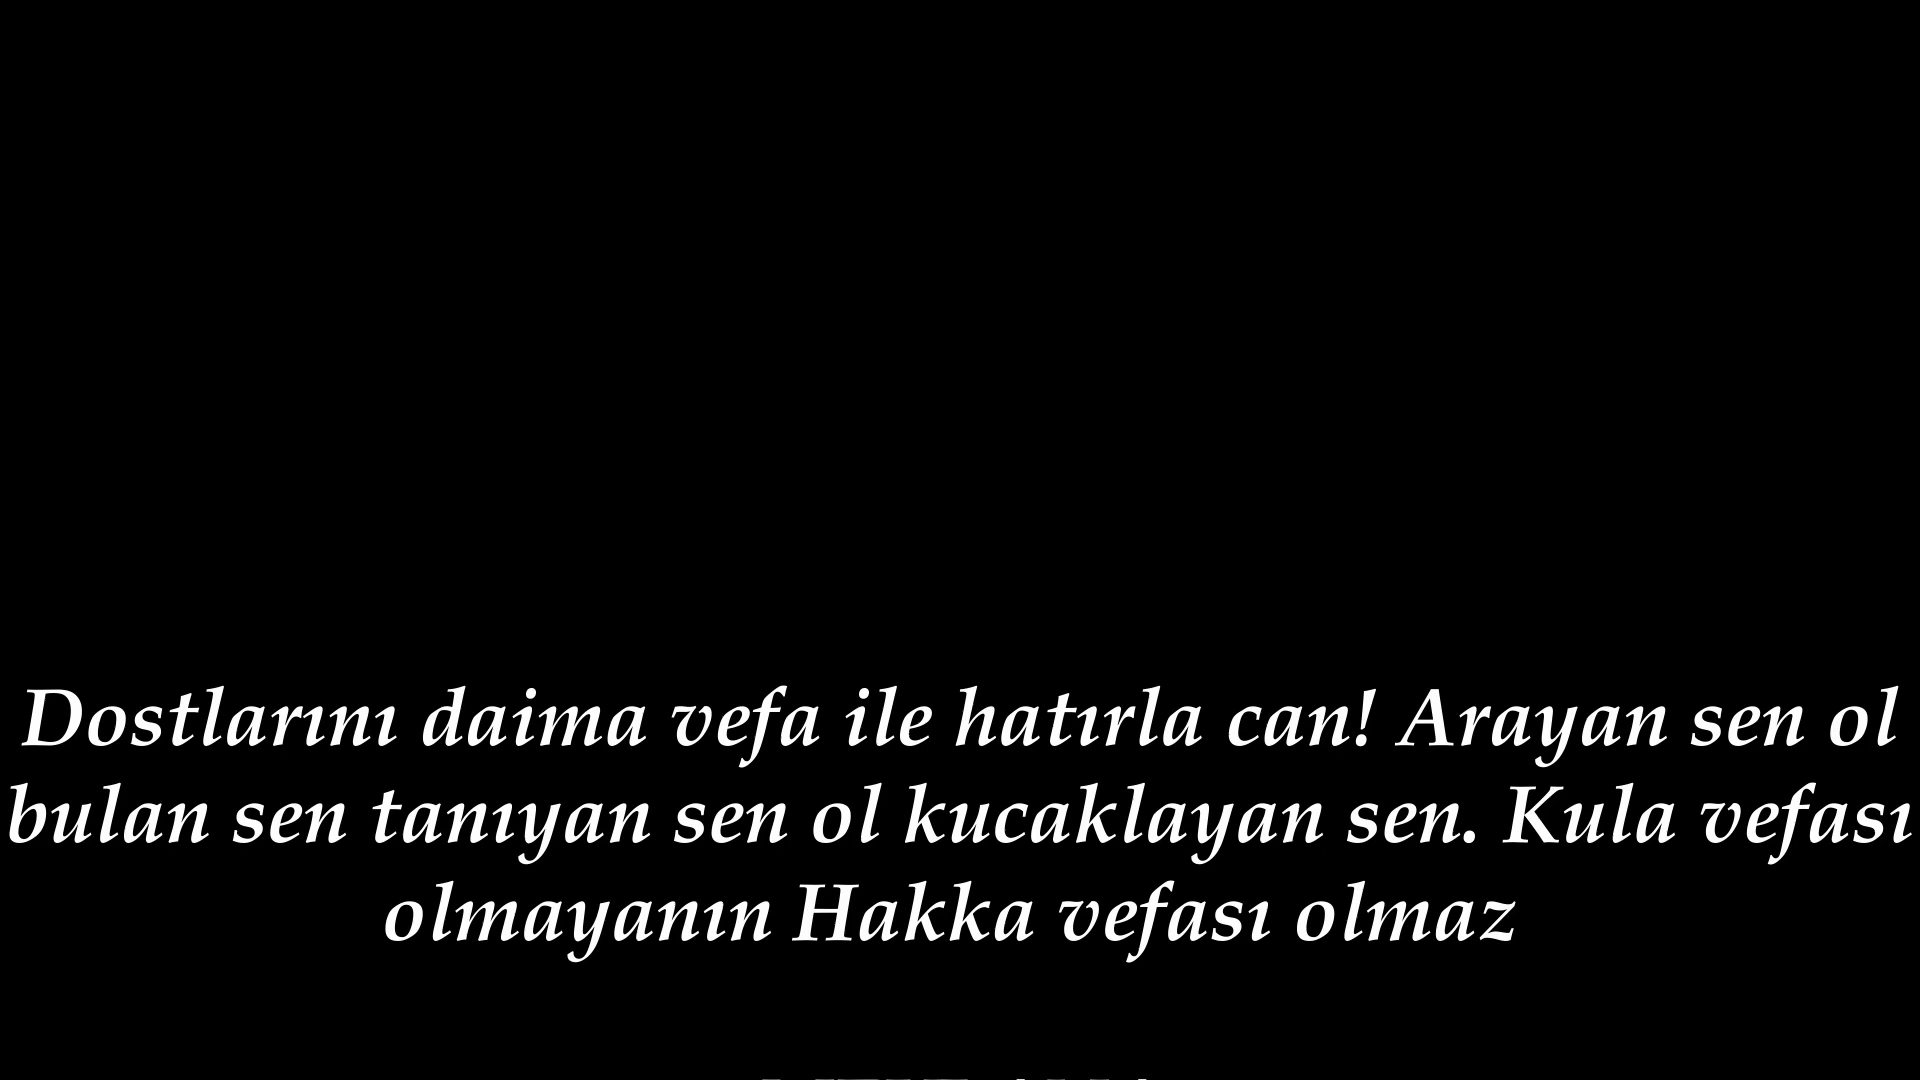 Dostlarını daima vefa ile hatırla can! Arayan sen ol
bulan sen tanıyan sen ol kucaklayan sen. Kula vefası
olmayanın Hakka vefası olmaz